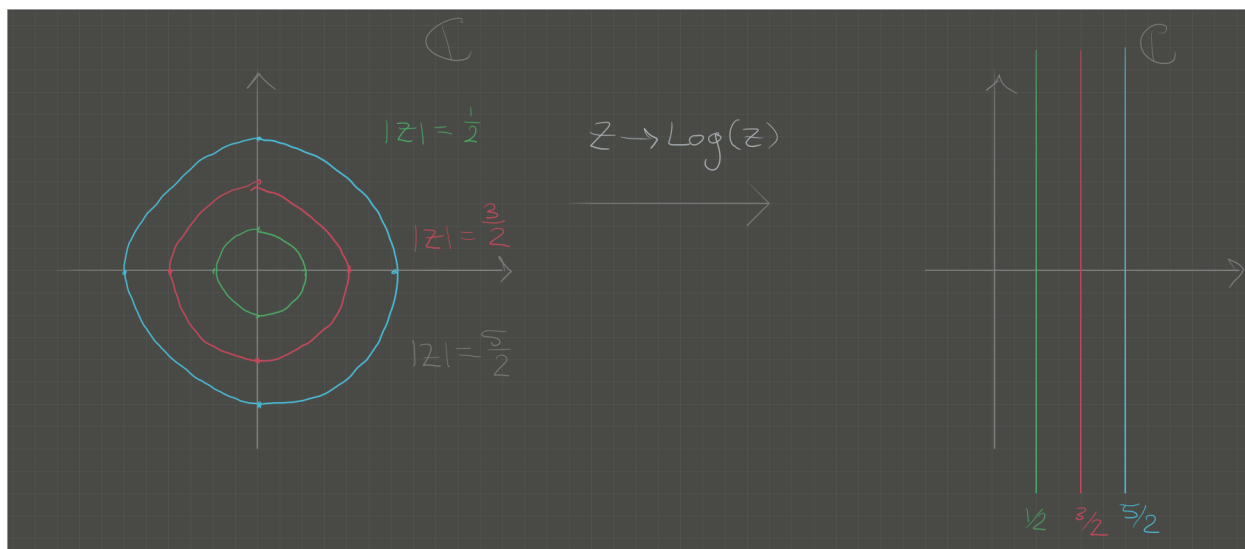 ℂ
|Z| = 1/2
|Z| = 3/2
|Z| = 5/2
Z → Log(z)
ℂ
1/2
3/2
5/2